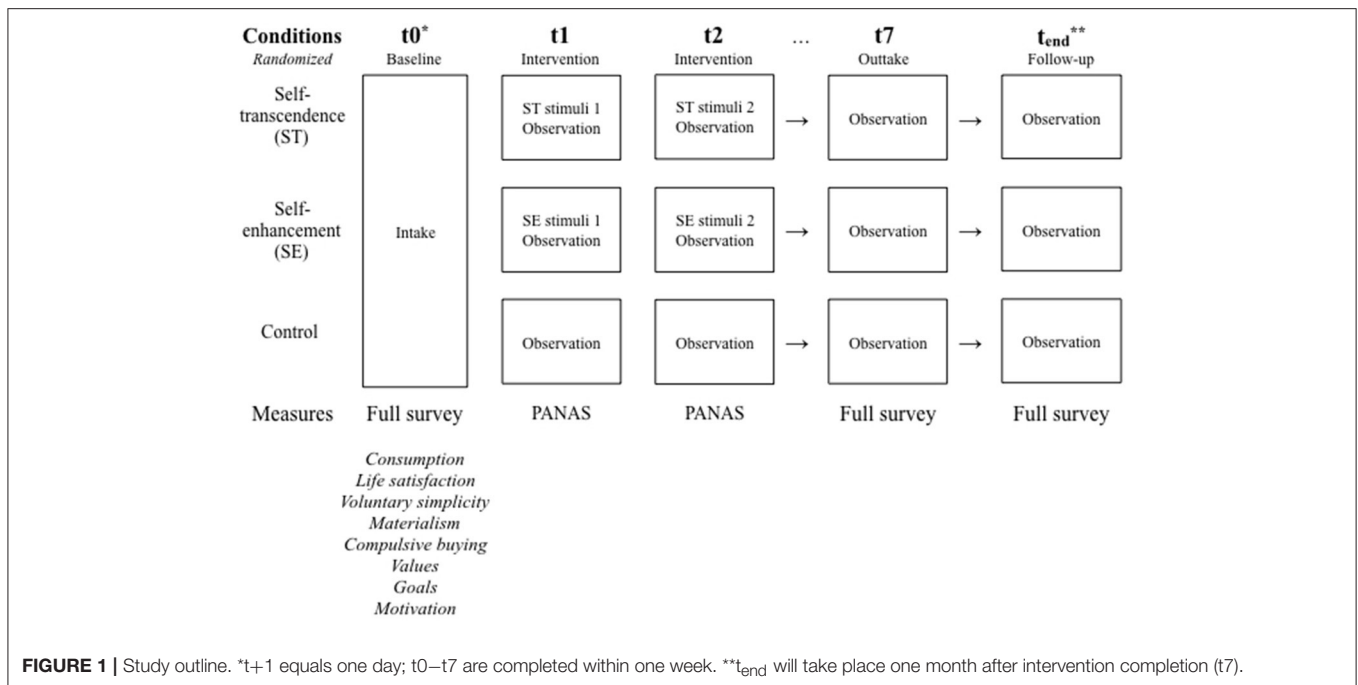 Conditions t0* t1 t2 ... t7 tend**
Randomized Baseline Intervention Intervention Outtake Follow-up
Self-
transcendence
(ST)
ST stimuli 1
Observation
ST stimuli 2
Observation
→
Observation
→
Observation
Self-
enhancement
(SE)
Intake
SE stimuli 1
Observation
SE stimuli 2
Observation
→
Observation
→
Observation
Control
Observation
Observation
→
Observation
→
Observation
Measures Full survey PANAS PANAS Full survey Full survey
Consumption
Life satisfaction
Voluntary simplicity
Materialism
Compulsive buying
Values
Goals
Motivation
FIGURE 1 | Study outline. *t+1 equals one day; t0–t7 are completed within one week. **tend will take place one month after intervention completion (t7).